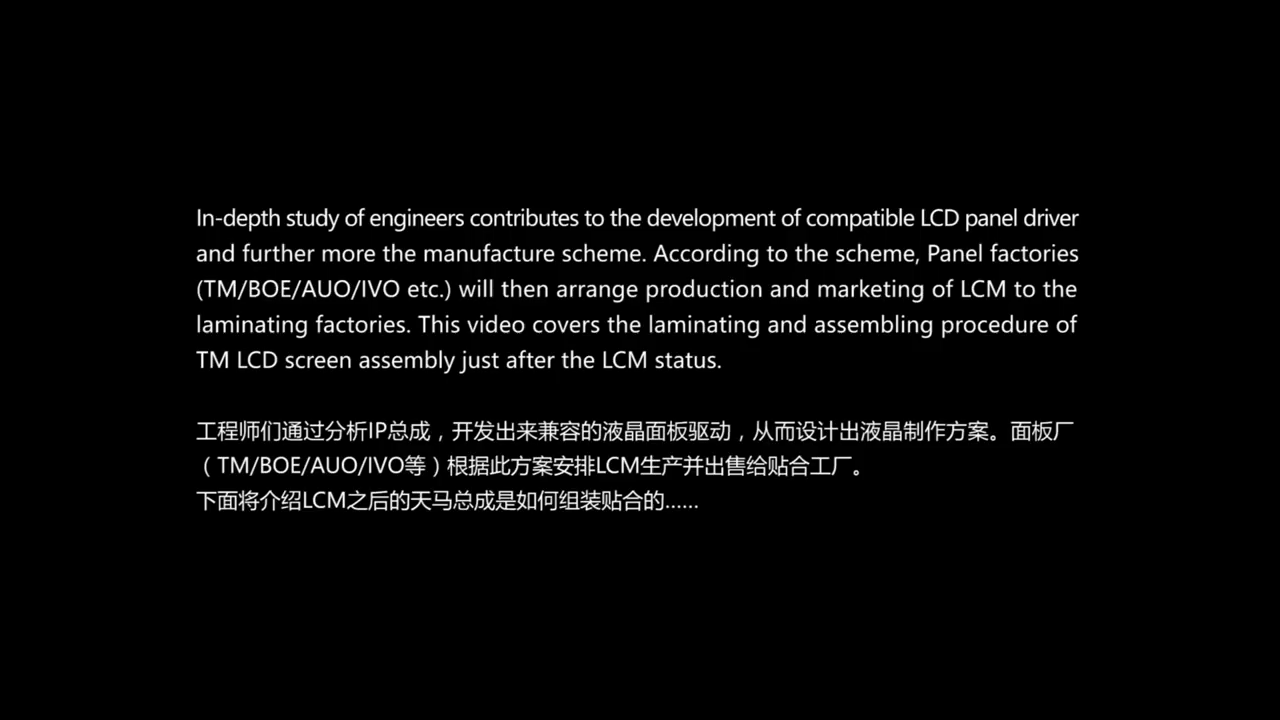 In-depth study of engineers contributes to the development of compatible LCD panel driver
and further more the manufacture scheme. According to the scheme, Panel factories
(TM/BOE/AUO/IVO etc.) will then arrange production and marketing of LCM to the
laminating factories. This video covers the laminating and assembling procedure of
TM LCD screen assembly just after the LCM status.
工程师们通过分析IP总成，开发出来兼容的液晶面板驱动，从而设计出液晶制作方案。面板厂
（TM/BOE/AUO/IVO等）根据此方案安排LCM生产并出售给贴合工厂。
下面将介绍LCM之后的天马总成是如何组装贴合的……